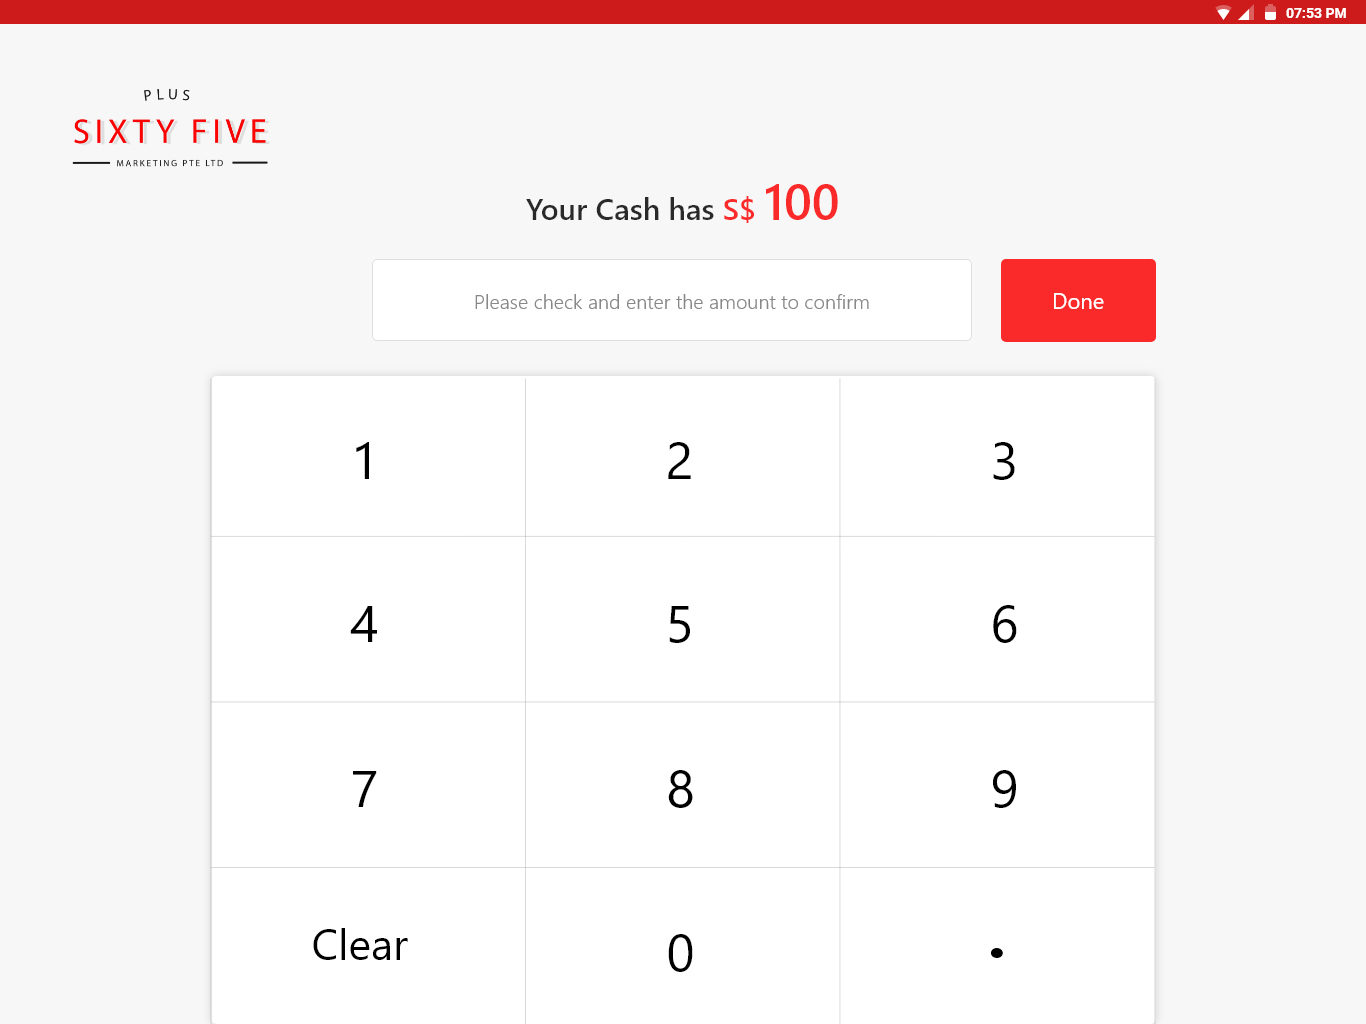 07:53 PM
PLUS
SIXTY FIVE
MARKETING PTE LTD
Your Cash has S$ 100
Please check and enter the amount to confirm
Done
1 2 3
4 5 6
7 8 9
Clear 0 .